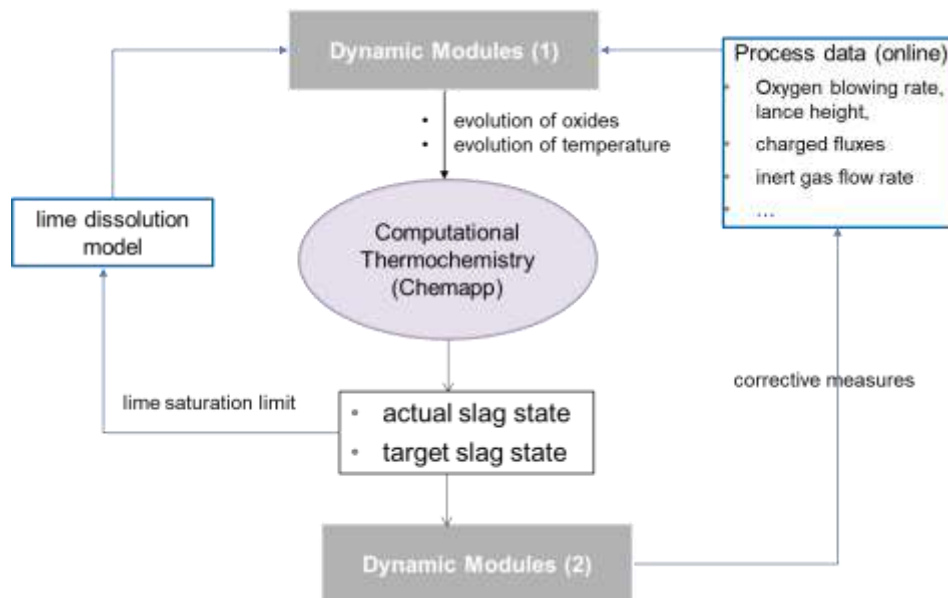 Dynamic Modules (1)
Process data (online)
• Oxygen blowing rate,
lance height,
• charged fluxes
• inert gas flow rate
• ...
• evolution of oxides
• evolution of temperature
lime dissolution
model
Computational
Thermochemistry
(Chemapp)
lime saturation limit
corrective measures
• actual slag state
• target slag state
Dynamic Modules (2)